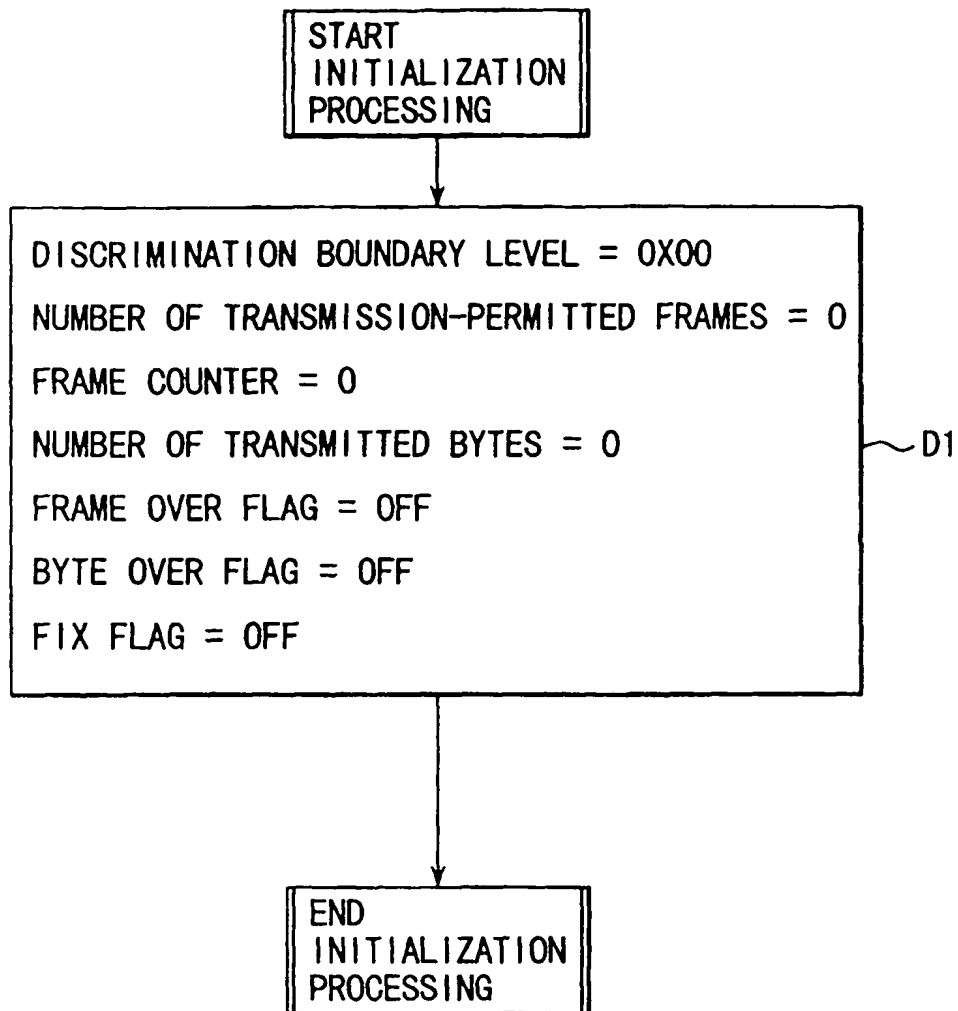 START
INITIALIZATION
PROCESSING
DISCRIMINATION BOUNDARY LEVEL = 0X00
NUMBER OF TRANSMISSION-PERMITTED FRAMES = 0
FRAME COUNTER = 0
NUMBER OF TRANSMITTED BYTES = 0
D1
FRAME OVER FLAG = OFF
BYTE OVER FLAG = OFF
FIX FLAG = OFF
END
INITIALIZATION
PROCESSING